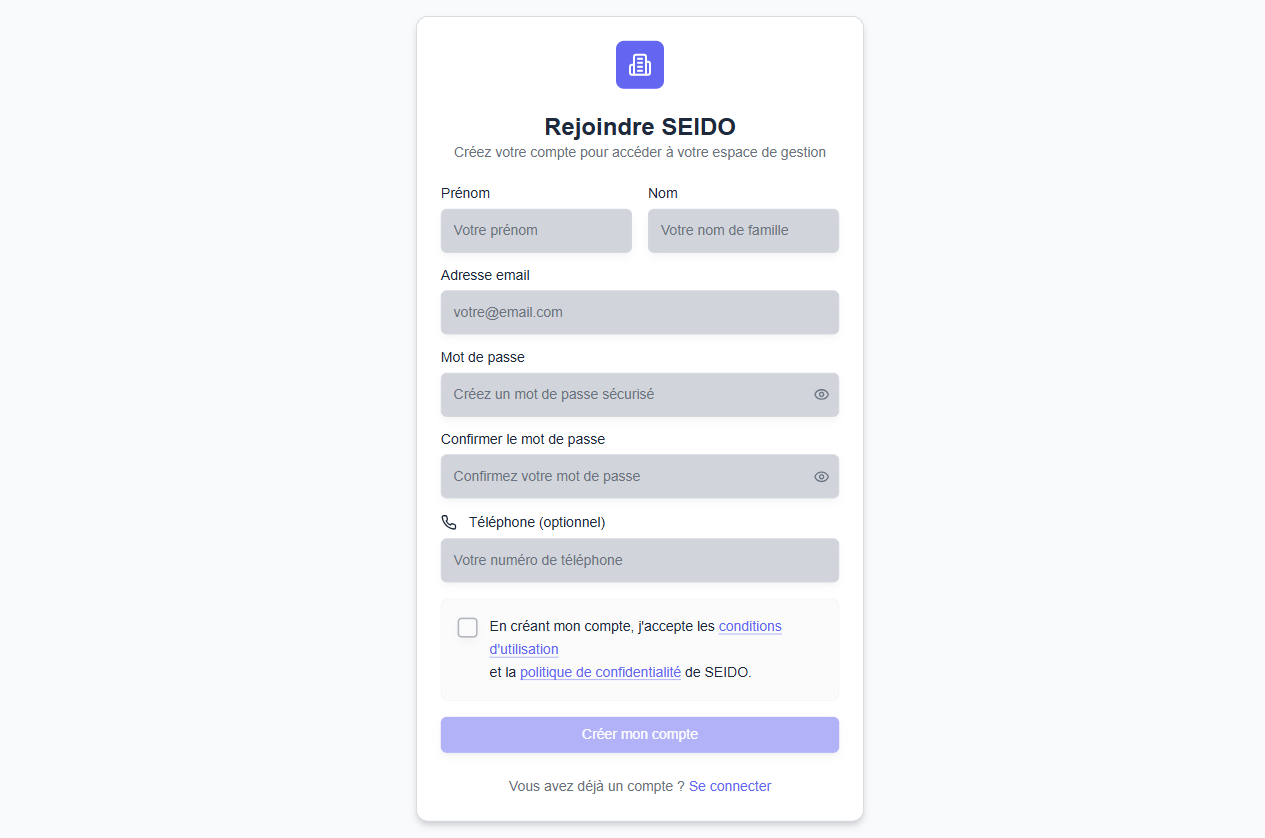 Rejoindre SEIDO
Créez votre compte pour accéder à votre espace de gestion
Prénom
Nom
Votre prénom
Votre nom de famille
Adresse email
votre@email.com
Mot de passe
Créez un mot de passe sécurisé
Confirmer le mot de passe
Confirmez votre mot de passe
Téléphone (optionnel)
Votre numéro de téléphone
En créant mon compte, j'accepte les conditions
d'utilisation
et la politique de confidentialité de SEIDO.
Créer mon compte
Vous avez déjà un compte ? Se connecter